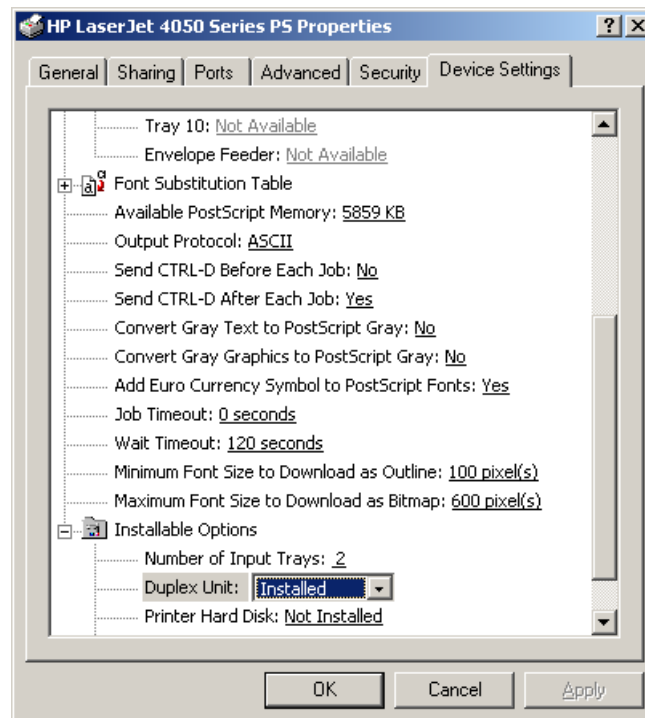 HP LaserJet 4050 Series PS Properties
General Sharing Ports Advanced Security Device Settings
Tray 10: Not Available
Envelope Feeder: Not Available
Font Substitution Table
Available PostScript Memory: 5859 KB
Output Protocol: ASCII
Send CTRL-D Before Each Job: No
Send CTRL-D After Each Job: Yes
Convert Gray Text to PostScript Gray: No
Convert Gray Graphics to PostScript Gray: No
Add Euro Currency Symbol to PostScript Fonts: Yes
Job Timeout: 0 seconds
Wait Timeout: 120 seconds
Minimum Font Size to Download as Outline: 100 pixel(s)
Maximum Font Size to Download as Bitmap: 600 pixel(s)
Installable Options
Number of Input Trays: 2
Duplex Unit: Installed
Printer Hard Disk: Not Installed
OK Cancel Apply